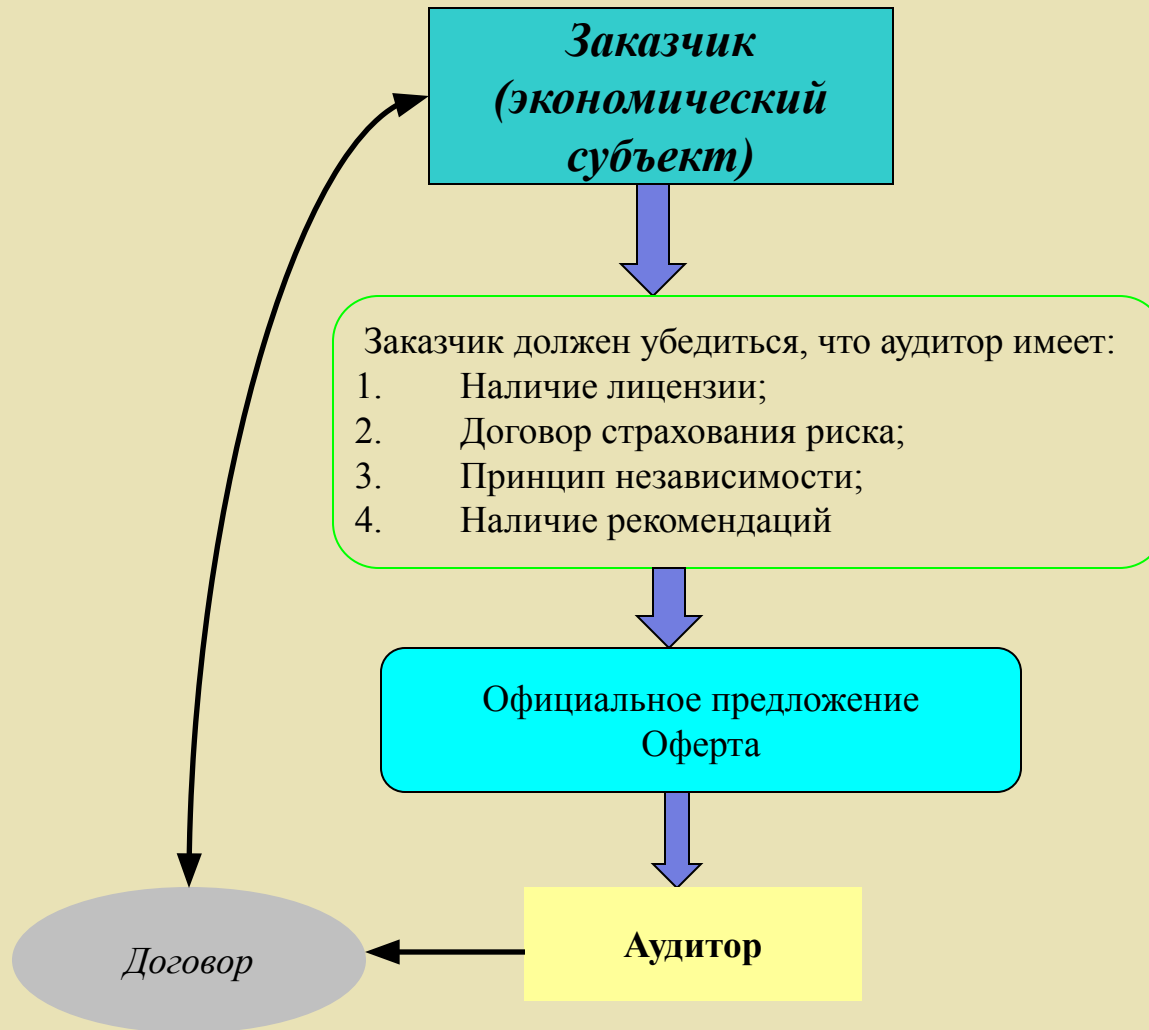 Заказчик
(экономический
субъект)
Заказчик должен убедиться, что аудитор имеет:
1. Наличие лицензии;
2. Договор страхования риска;
3. Принцип независимости;
4. Наличие рекомендаций
Официальное предложение
Оферта
Аудитор
Договор